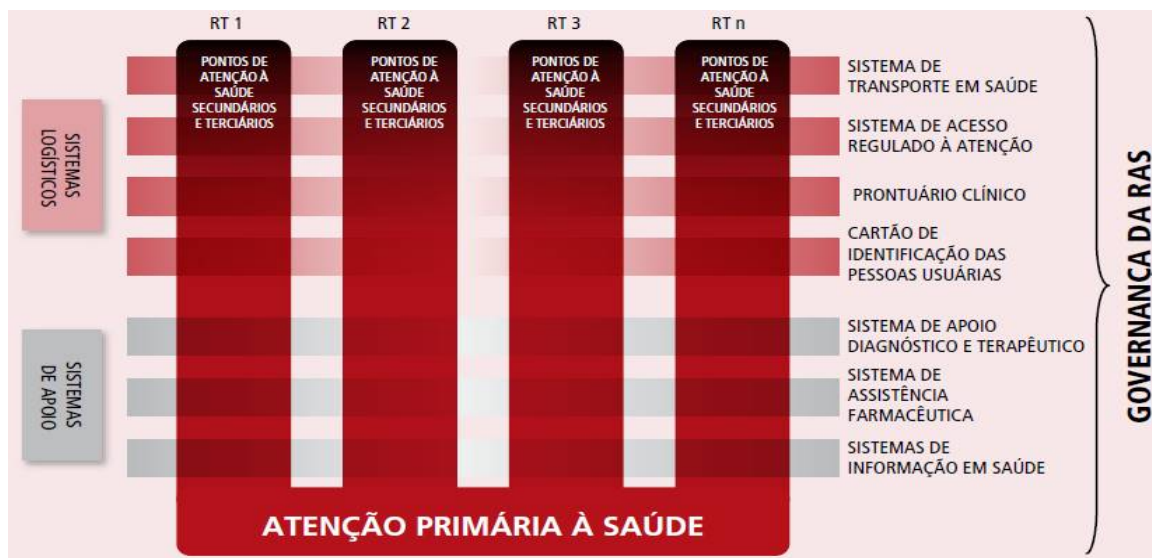 RT 1
RT 2
RT 3
RT n
PONTOS DE
ATENÇÃO À
SAÚDE
SECUNDÁRIOS
E TERCIÁRIOS
PONTOS DE
ATENÇÃO À
SAÚDE
SECUNDÁRIOS
E TERCIÁRIOS
PONTOS DE
ATENÇÃO À
SAÚDE
SECUNDÁRIOS
E TERCIÁRIOS
PONTOS DE
ATENÇÃO À
SAÚDE
SECUNDÁRIOS
E TERCIÁRIOS
SISTEMAS
LOGÍSTICOS
SISTEMA DE
TRANSPORTE EM SAÚDE
SISTEMA DE ACESSO
REGULADO À ATENÇÃO
PRONTUÁRIO CLÍNICO
CARTÃO DE
IDENTIFICAÇÃO DAS
PESSOAS USUÁRIAS
SISTEMAS
DE APOIO
SISTEMA DE APOIO
DIAGNÓSTICO E TERAPÊUTICO
SISTEMA DE
ASSISTÊNCIA
FARMACÊUTICA
SISTEMAS DE
INFORMAÇÃO EM SAÚDE
GOVERNANCA DA RAS
ATENÇÃO PRIMÁRIA À SAÚDE